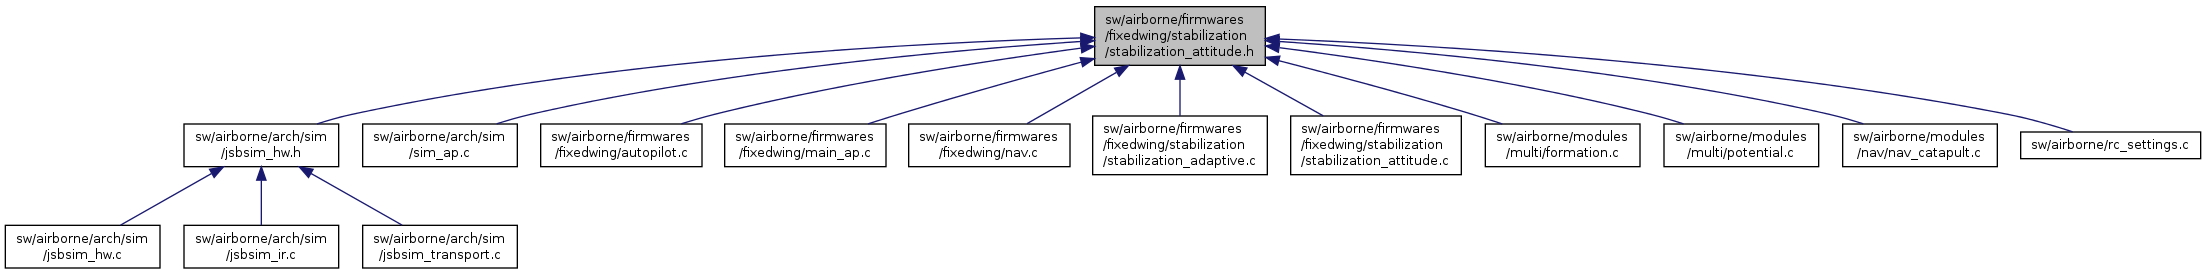 sw/airborne/firmwares
/fixedwing/stabilization
/stabilization_attitude.h
sw/airborne/arch/sim
/jsbsim_hw.h
sw/airborne/arch/sim
/sim_ap.c
sw/airborne/firmwares
/fixedwing/autopilot.c
sw/airborne/firmwares
/fixedwing/main_ap.c
sw/airborne/firmwares
/fixedwing/nav.c
sw/airborne/firmwares
/fixedwing/stabilization
/stabilization_adaptive.c
sw/airborne/firmwares
/fixedwing/stabilization
/stabilization_attitude.c
sw/airborne/modules
/multi/formation.c
sw/airborne/modules
/multi/potential.c
sw/airborne/modules
/nav/nav_catapult.c
sw/airborne/rc_settings.c
sw/airborne/arch/sim
/jsbsim_hw.c
sw/airborne/arch/sim
/jsbsim_ir.c
sw/airborne/arch/sim
/jsbsim_transport.c